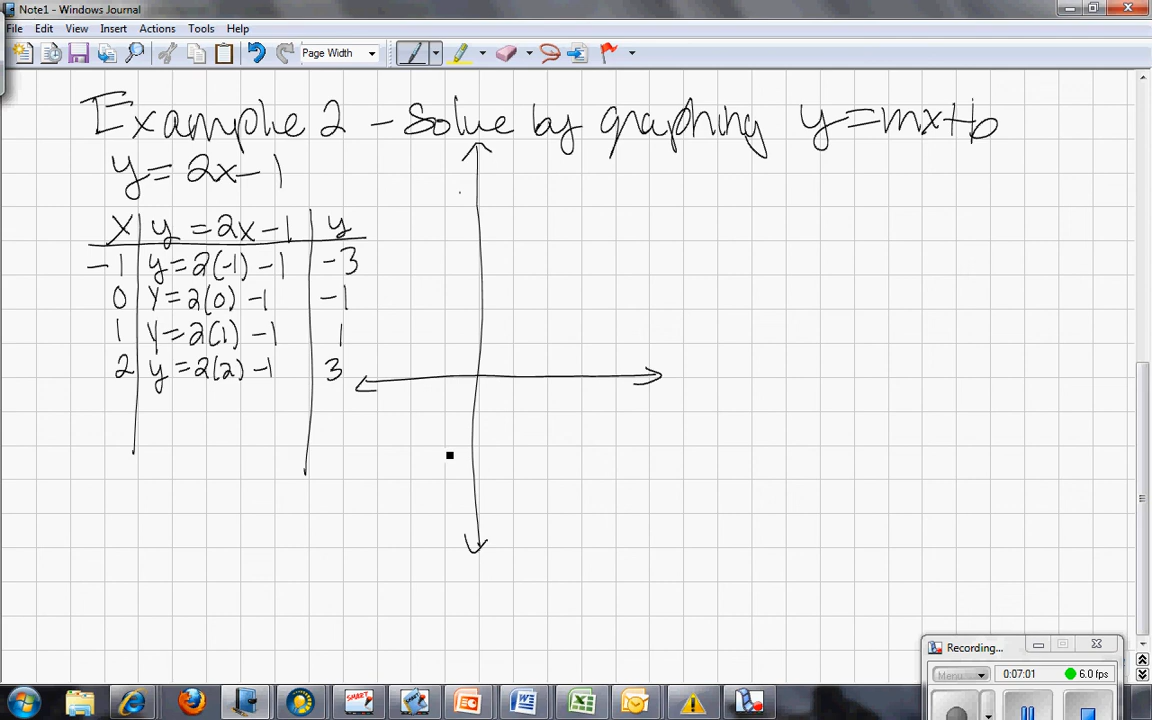 Note1 - Windows Journal
File Edit View Insert Actions Tools Help
Page Width
Example 2 - Solve by graphing y=mx+b
y= 2x-1
x y =2x-1 y
-1 y=2(-1)-1 -3
0 y=2(0)-1 -1
1 y=2(1)-1 1
2 y=2(2)-1 3
Recording...
Menu
0:07:01 6.0 fps
SMART